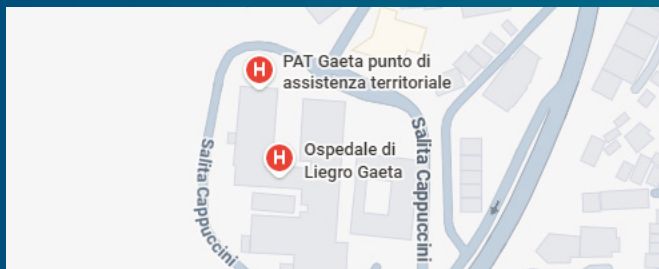 H
PAT Gaeta punto di
assistenza territoriale
H
Ospedale di
Liegro Gaeta
Salita Cappuccini
Salita Cappuccini